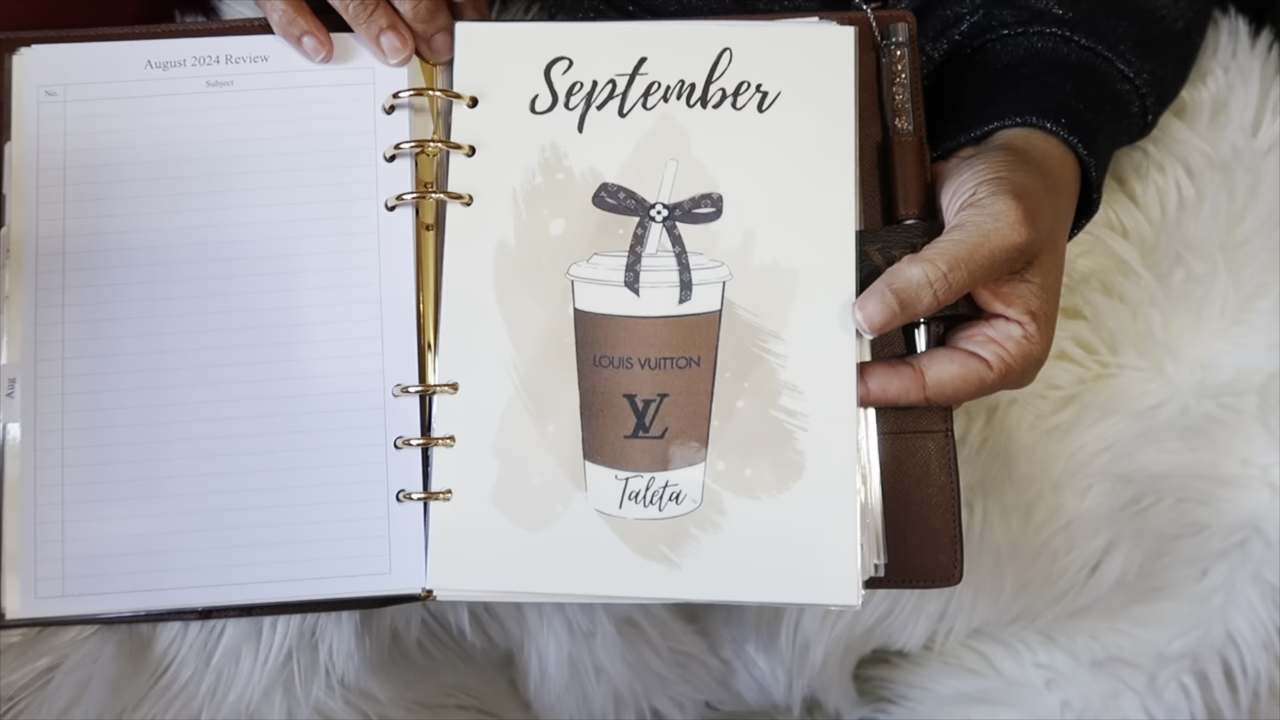 August 2024 Review
No.
Subject
Aug
September
LOUIS VUITTON
LV
Taleta